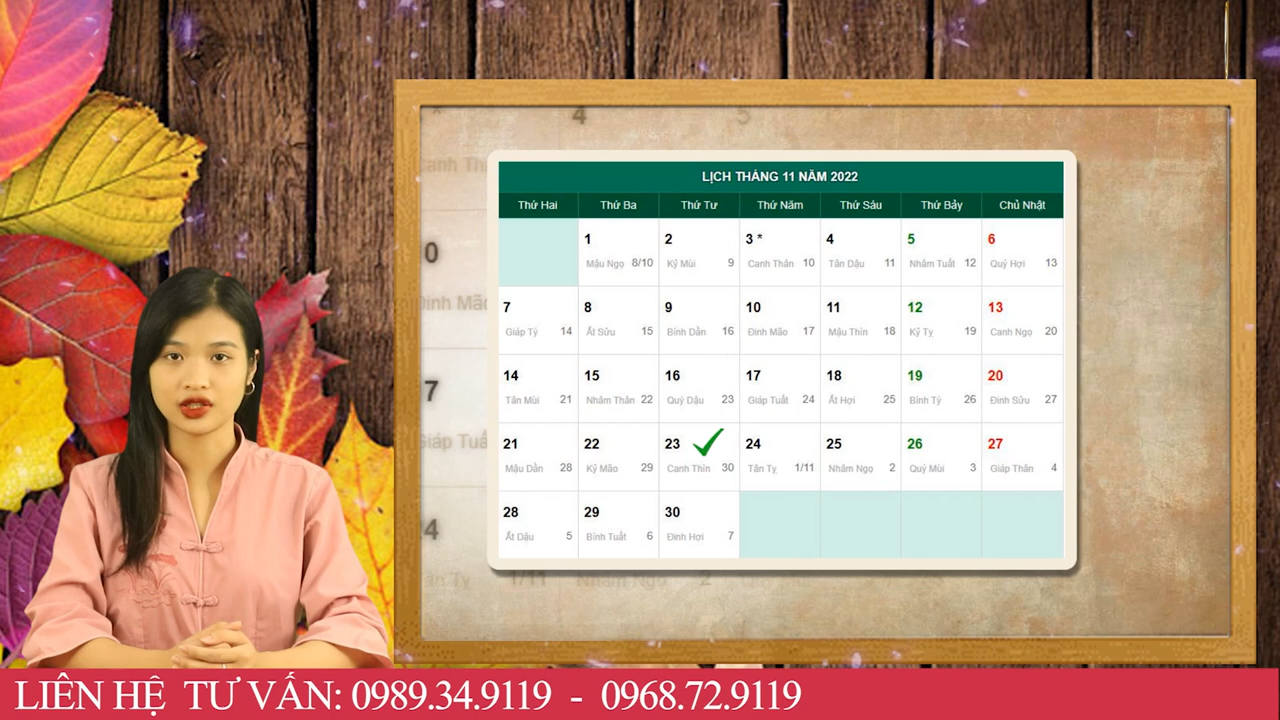 LỊCH THÁNG 11 NĂM 2022
Thứ Hai Thứ Ba Thứ Tư Thứ Năm Thứ Sáu Thứ Bảy Chủ Nhật
1 2 3 * 4 5 6
Mậu Ngọ 8/10 Kỷ Mùi 9 Canh Thân 10 Tân Dậu 11 Nhâm Tuất 12 Quý Hợi 13
7 8 9 10 11 12 13
Giáp Tý 14 Ất Sửu 15 Bính Dần 16 Đinh Mão 17 Mậu Thìn 18 Kỷ Tỵ 19 Canh Ngọ 20
14 15 16 17 18 19 20
Tân Mùi 21 Nhâm Thân 22 Quý Dậu 23 Giáp Tuất 24 Ất Hợi 25 Bính Tý 26 Đinh Sửu 27
21 22 23 24 25 26 27
Mậu Dần 28 Kỷ Mão 29 Canh Thìn 30 Tân Tỵ 1/11 Nhâm Ngọ 2 Quý Mùi 3 Giáp Thân 4
28 29 30
Ất Dậu 5 Bính Tuất 6 Đinh Hợi 7
LIÊN HỆ TƯ VẤN: 0989.34.9119 - 0968.72.9119